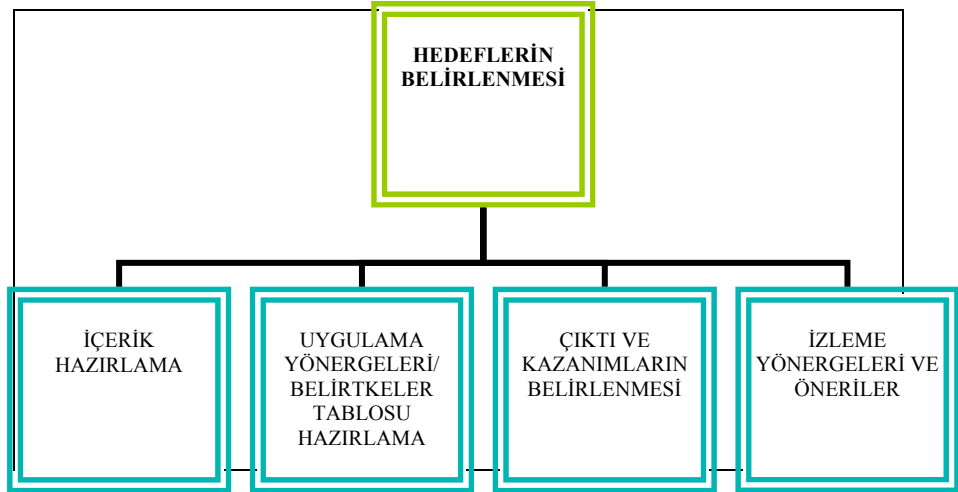 HEDEFLERİN
BELİRLENMESİ
İÇERİK
HAZIRLAMA
UYGULAMA
YÖNERGELERİ/
BELİRTKELER
TABLOSU
HAZIRLAMA
ÇIKTI VE
KAZANIMLARIN
BELİRLENMESİ
İZLEME
YÖNERGELERİ VE
ÖNERİLER